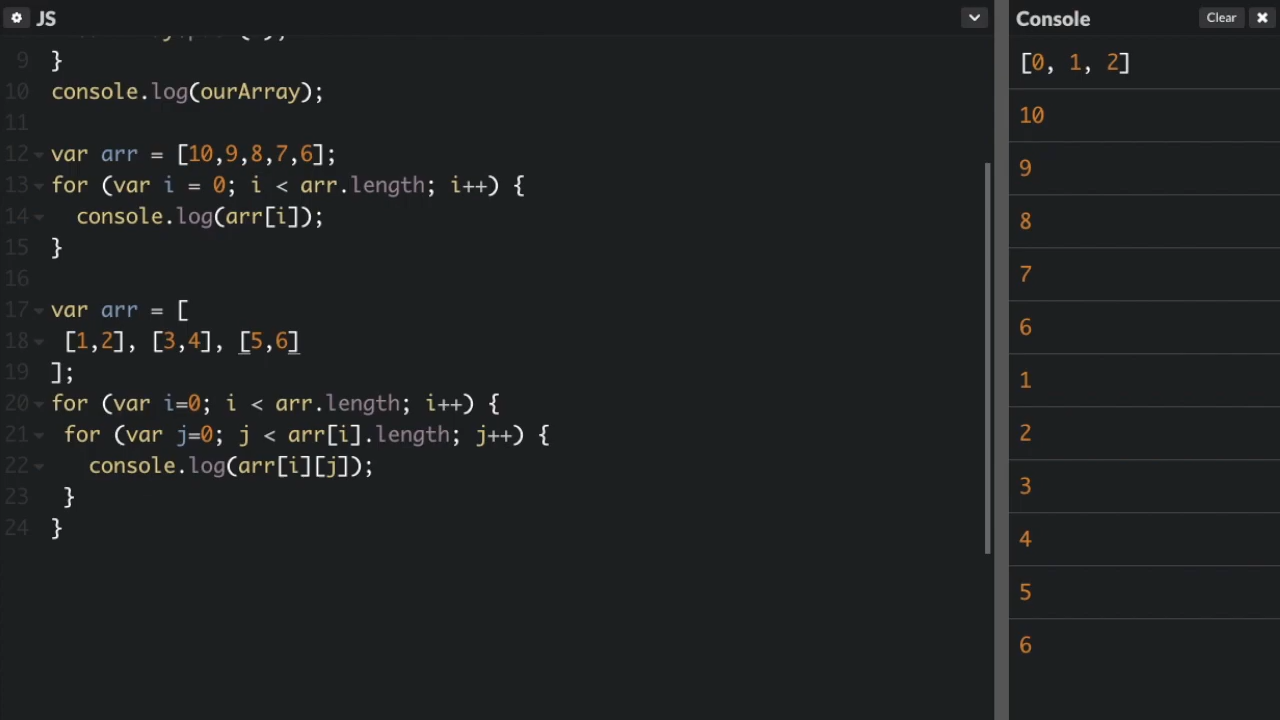 JS
9 }
10 console.log(ourArray);
11
12 var arr = [10,9,8,7,6];
13 for (var i = 0; i < arr.length; i++) {
14   console.log(arr[i]);
15 }
16
17 var arr = [
18  [1,2], [3,4], [5,6]
19 ];
20 for (var i=0; i < arr.length; i++) {
21  for (var j=0; j < arr[i].length; j++) {
22    console.log(arr[i][j]);
23  }
24 }
Console Clear
[0, 1, 2]
10
9
8
7
6
1
2
3
4
5
6